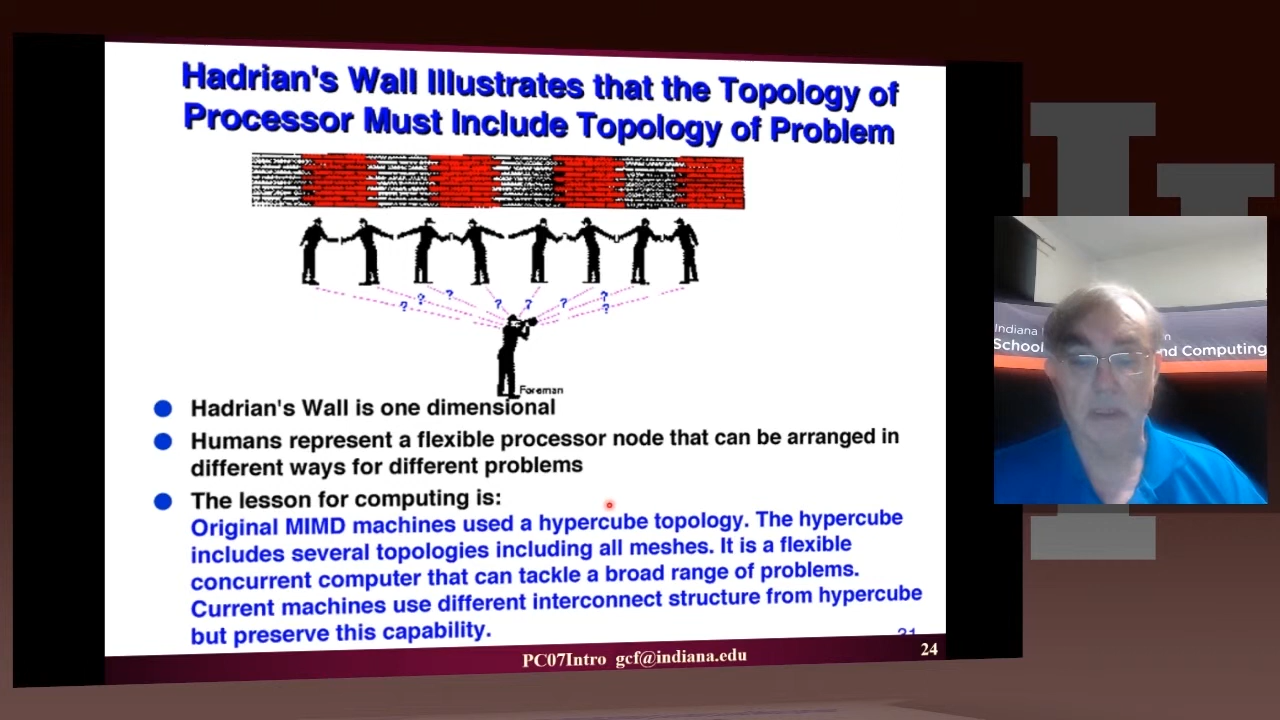 Hadrian's Wall Illustrates that the Topology of
Processor Must Include Topology of Problem
? ? ? ? ? ? ? ?
Foreman
Hadrian's Wall is one dimensional
Humans represent a flexible processor node that can be arranged in
different ways for different problems
The lesson for computing is:
Original MIMD machines used a hypercube topology. The hypercube
includes several topologies including all meshes. It is a flexible
concurrent computer that can tackle a broad range of problems.
Current machines use different interconnect structure from hypercube
but preserve this capability.
PC07Intro gcf@indiana.edu
24
Indiana
School nd Computing